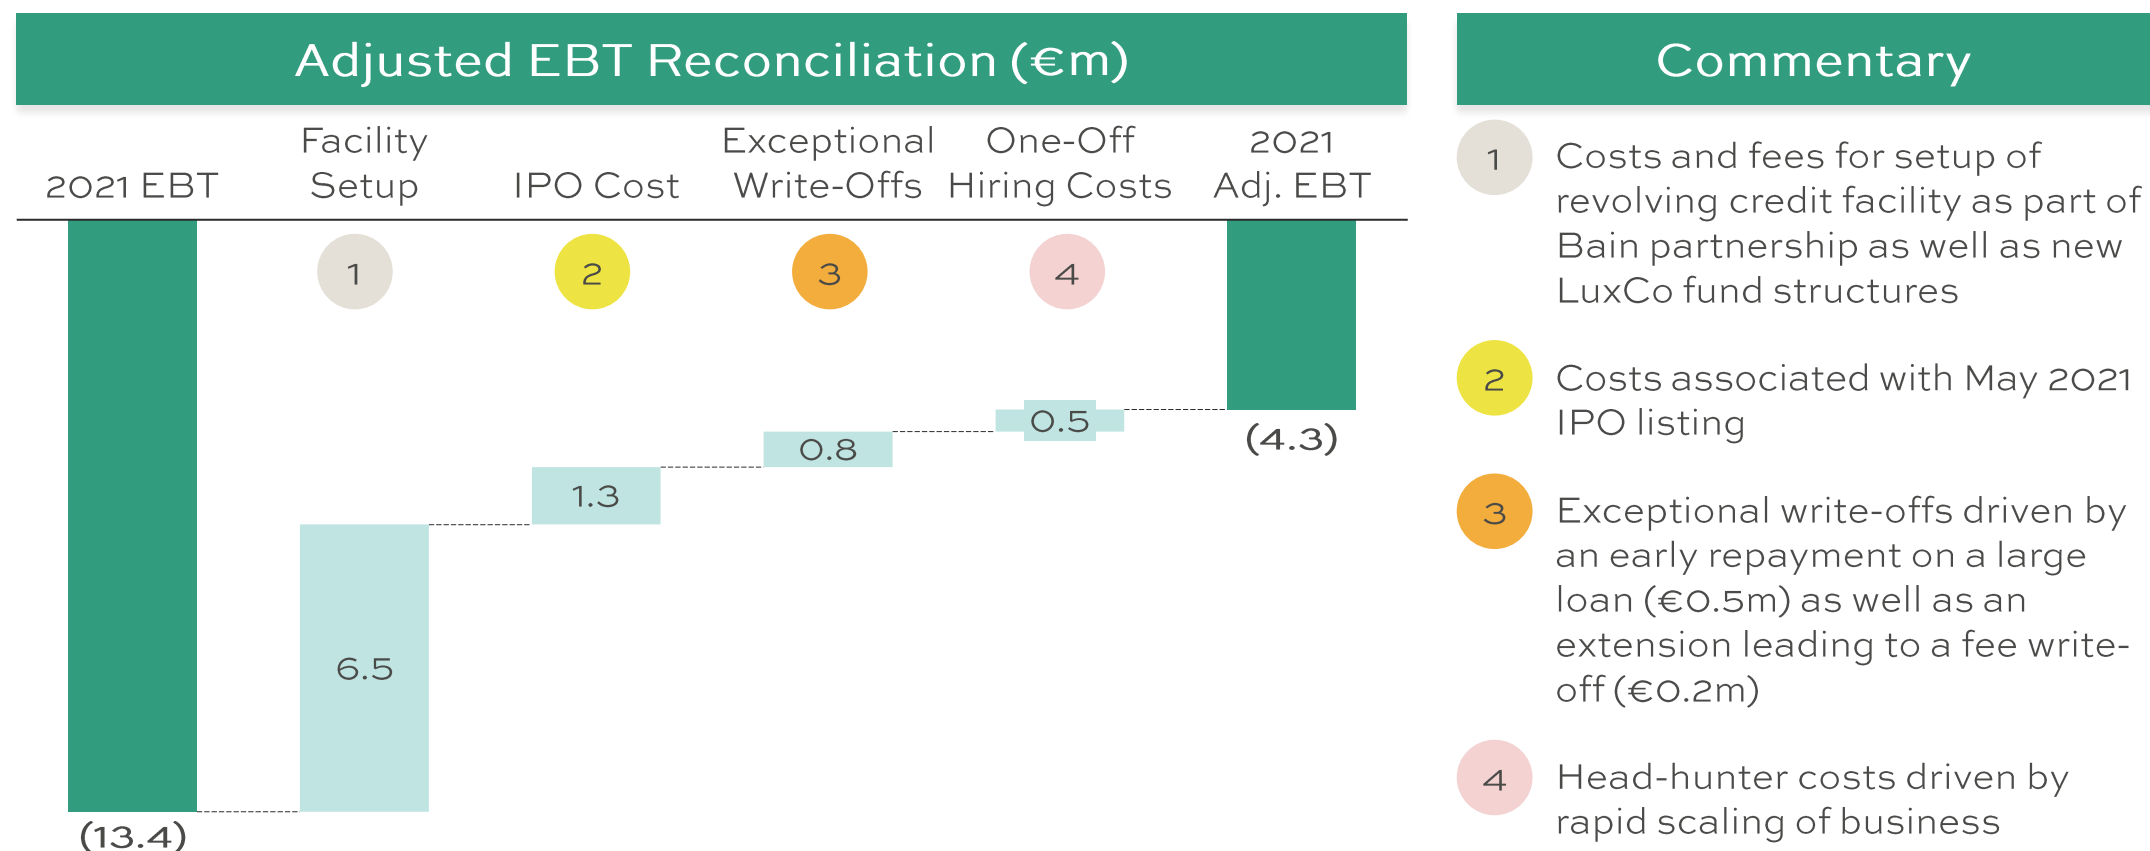 Adjusted EBT Reconciliation (€m)
2021 EBT
Facility
Setup
IPO Cost
Exceptional
Write-Offs
One-Off
Hiring Costs
2021
Adj. EBT
1
2
3
4
(13.4)
6.5
1.3
0.8
0.5
(4.3)
Commentary
1
Costs and fees for setup of
revolving credit facility as part of
Bain partnership as well as new
LuxCo fund structures
2
Costs associated with May 2021
IPO listing
3
Exceptional write-offs driven by
an early repayment on a large
loan (€0.5m) as well as an
extension leading to a fee write-
off (€0.2m)
4
Head-hunter costs driven by
rapid scaling of business